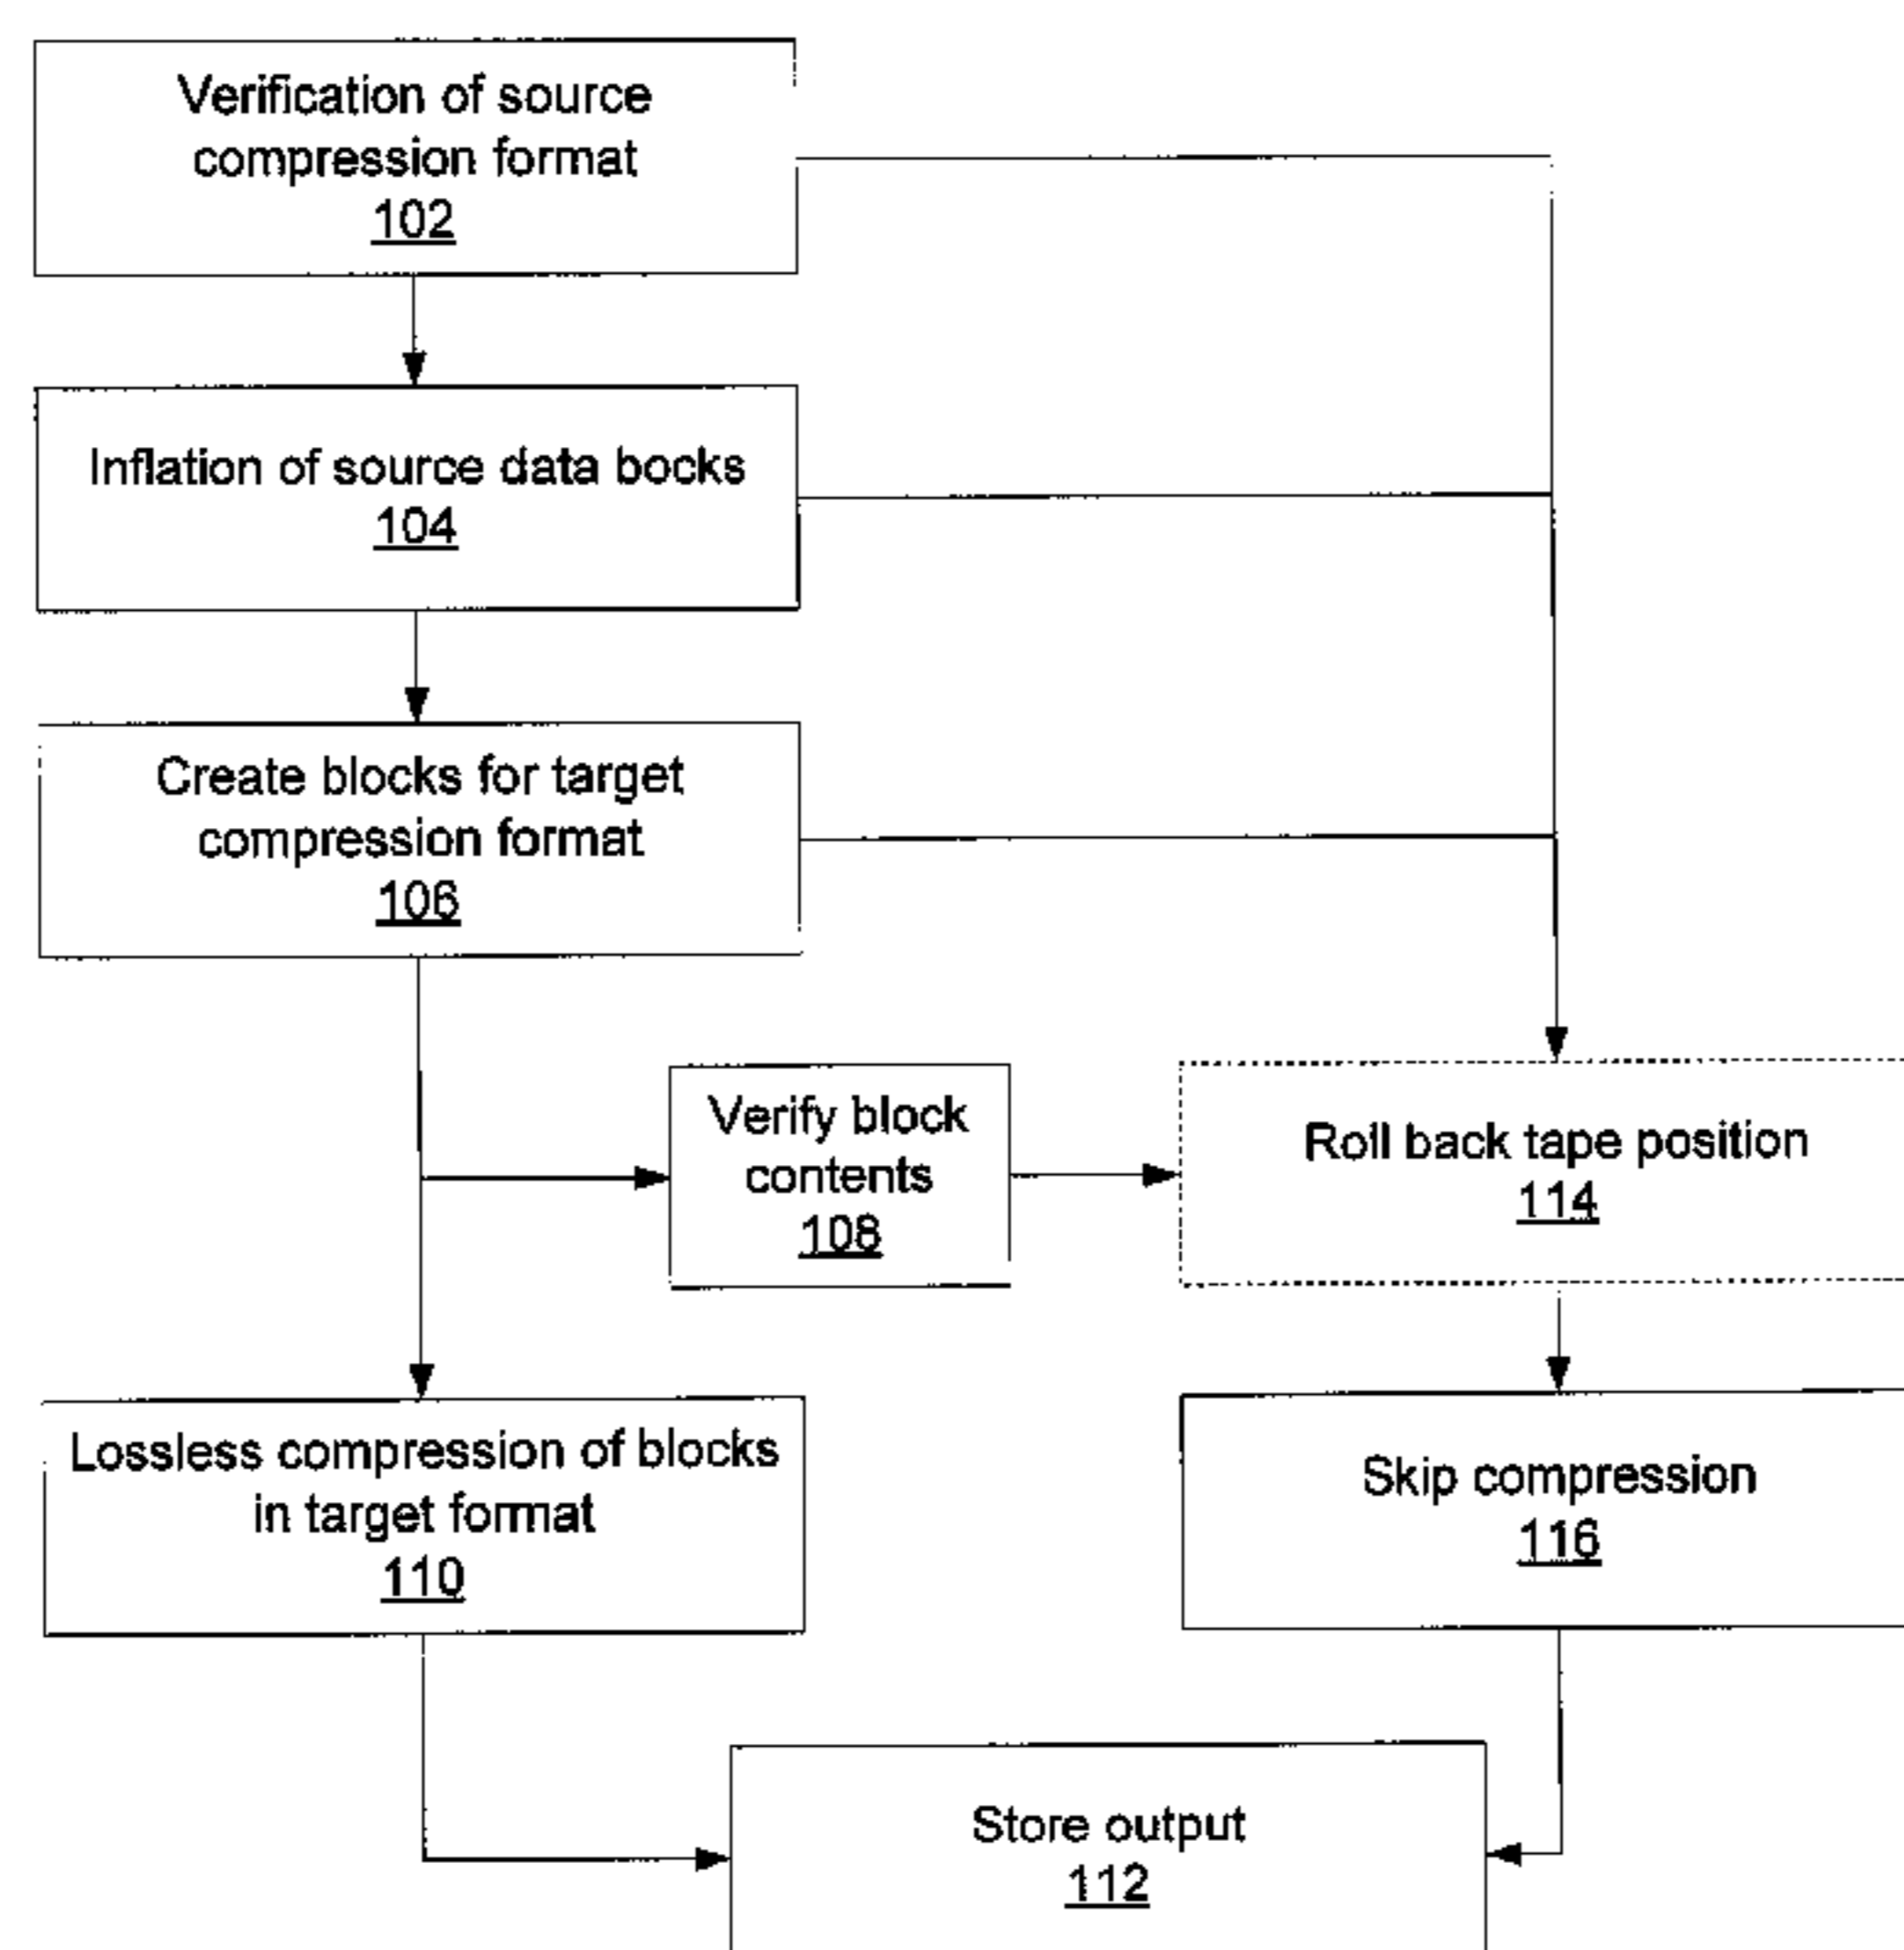 Verification of source
compression format
102
Inflation of source data bocks
104
Create blocks for target
compression format
106
Verify block
contents
108
Roll back tape position
114
Lossless compression of blocks
in target format
110
Skip compression
116
Store output
112